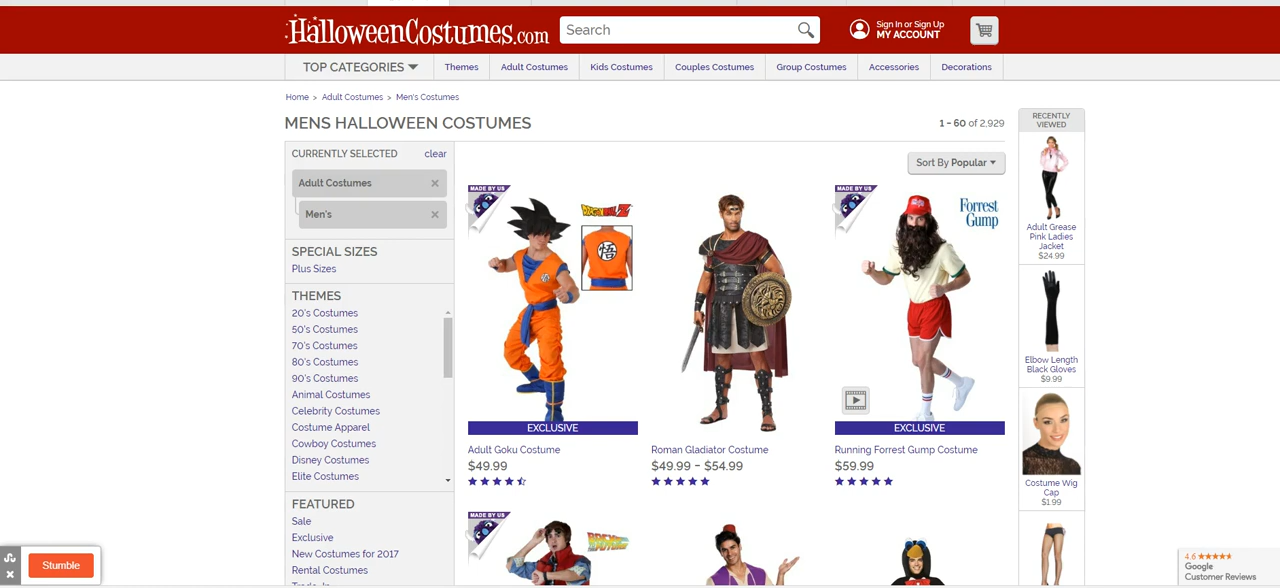 HalloweenCostumes.com
Search
Sign In or Sign Up
MY ACCOUNT
TOP CATEGORIES
Themes
Adult Costumes
Kids Costumes
Couples Costumes
Group Costumes
Accessories
Decorations
Home > Adult Costumes > Men's Costumes
MENS HALLOWEEN COSTUMES
1 - 60 of 2,929
CURRENTLY SELECTED
clear
Adult Costumes
Men's
SPECIAL SIZES
Plus Sizes
THEMES
20's Costumes
50's Costumes
70's Costumes
80's Costumes
90's Costumes
Animal Costumes
Celebrity Costumes
Costume Apparel
Cowboy Costumes
Disney Costumes
Elite Costumes
FEATURED
Sale
Exclusive
New Costumes for 2017
Rental Costumes
Sort By Popular
MADE BY US
DRAGON BALL Z
悟
EXCLUSIVE
Adult Goku Costume
$49.99
Roman Gladiator Costume
$49.99 - $54.99
MADE BY US
Forrest
Gump
EXCLUSIVE
Running Forrest Gump Costume
$59.99
MADE BY US
BACK TO THE FUTURE
RECENTLY
VIEWED
Adult Grease
Pink Ladies
Jacket
$24.99
Elbow Length
Black Gloves
$9.99
Costume Wig
Cap
$1.99
Stumble
4.6
Google
Customer Reviews